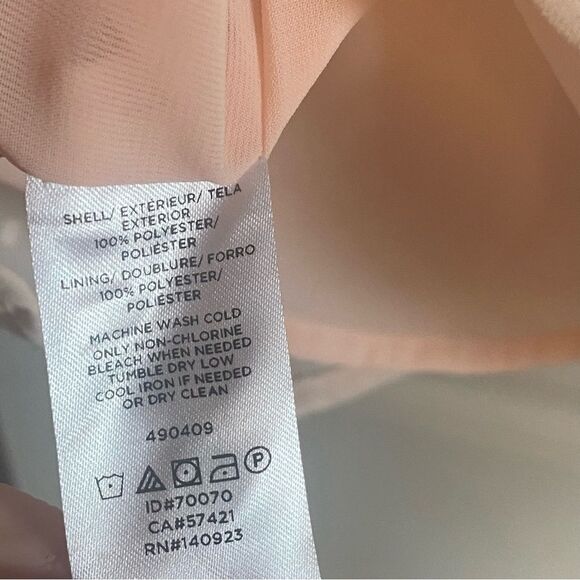 SHELL/ EXTÉRIEUR/ TELA
EXTERIOR
100% POLYESTER/
POLIÉSTER
LINING/ DOUBLURE/ FORRO
100% POLYESTER/
POLIÉSTER
MACHINE WASH COLD
ONLY NON-CHLORINE
BLEACH WHEN NEEDED
TUMBLE DRY LOW
COOL IRON IF NEEDED
OR DRY CLEAN
490409
P
ID#70070
CA#57421
RN#140923